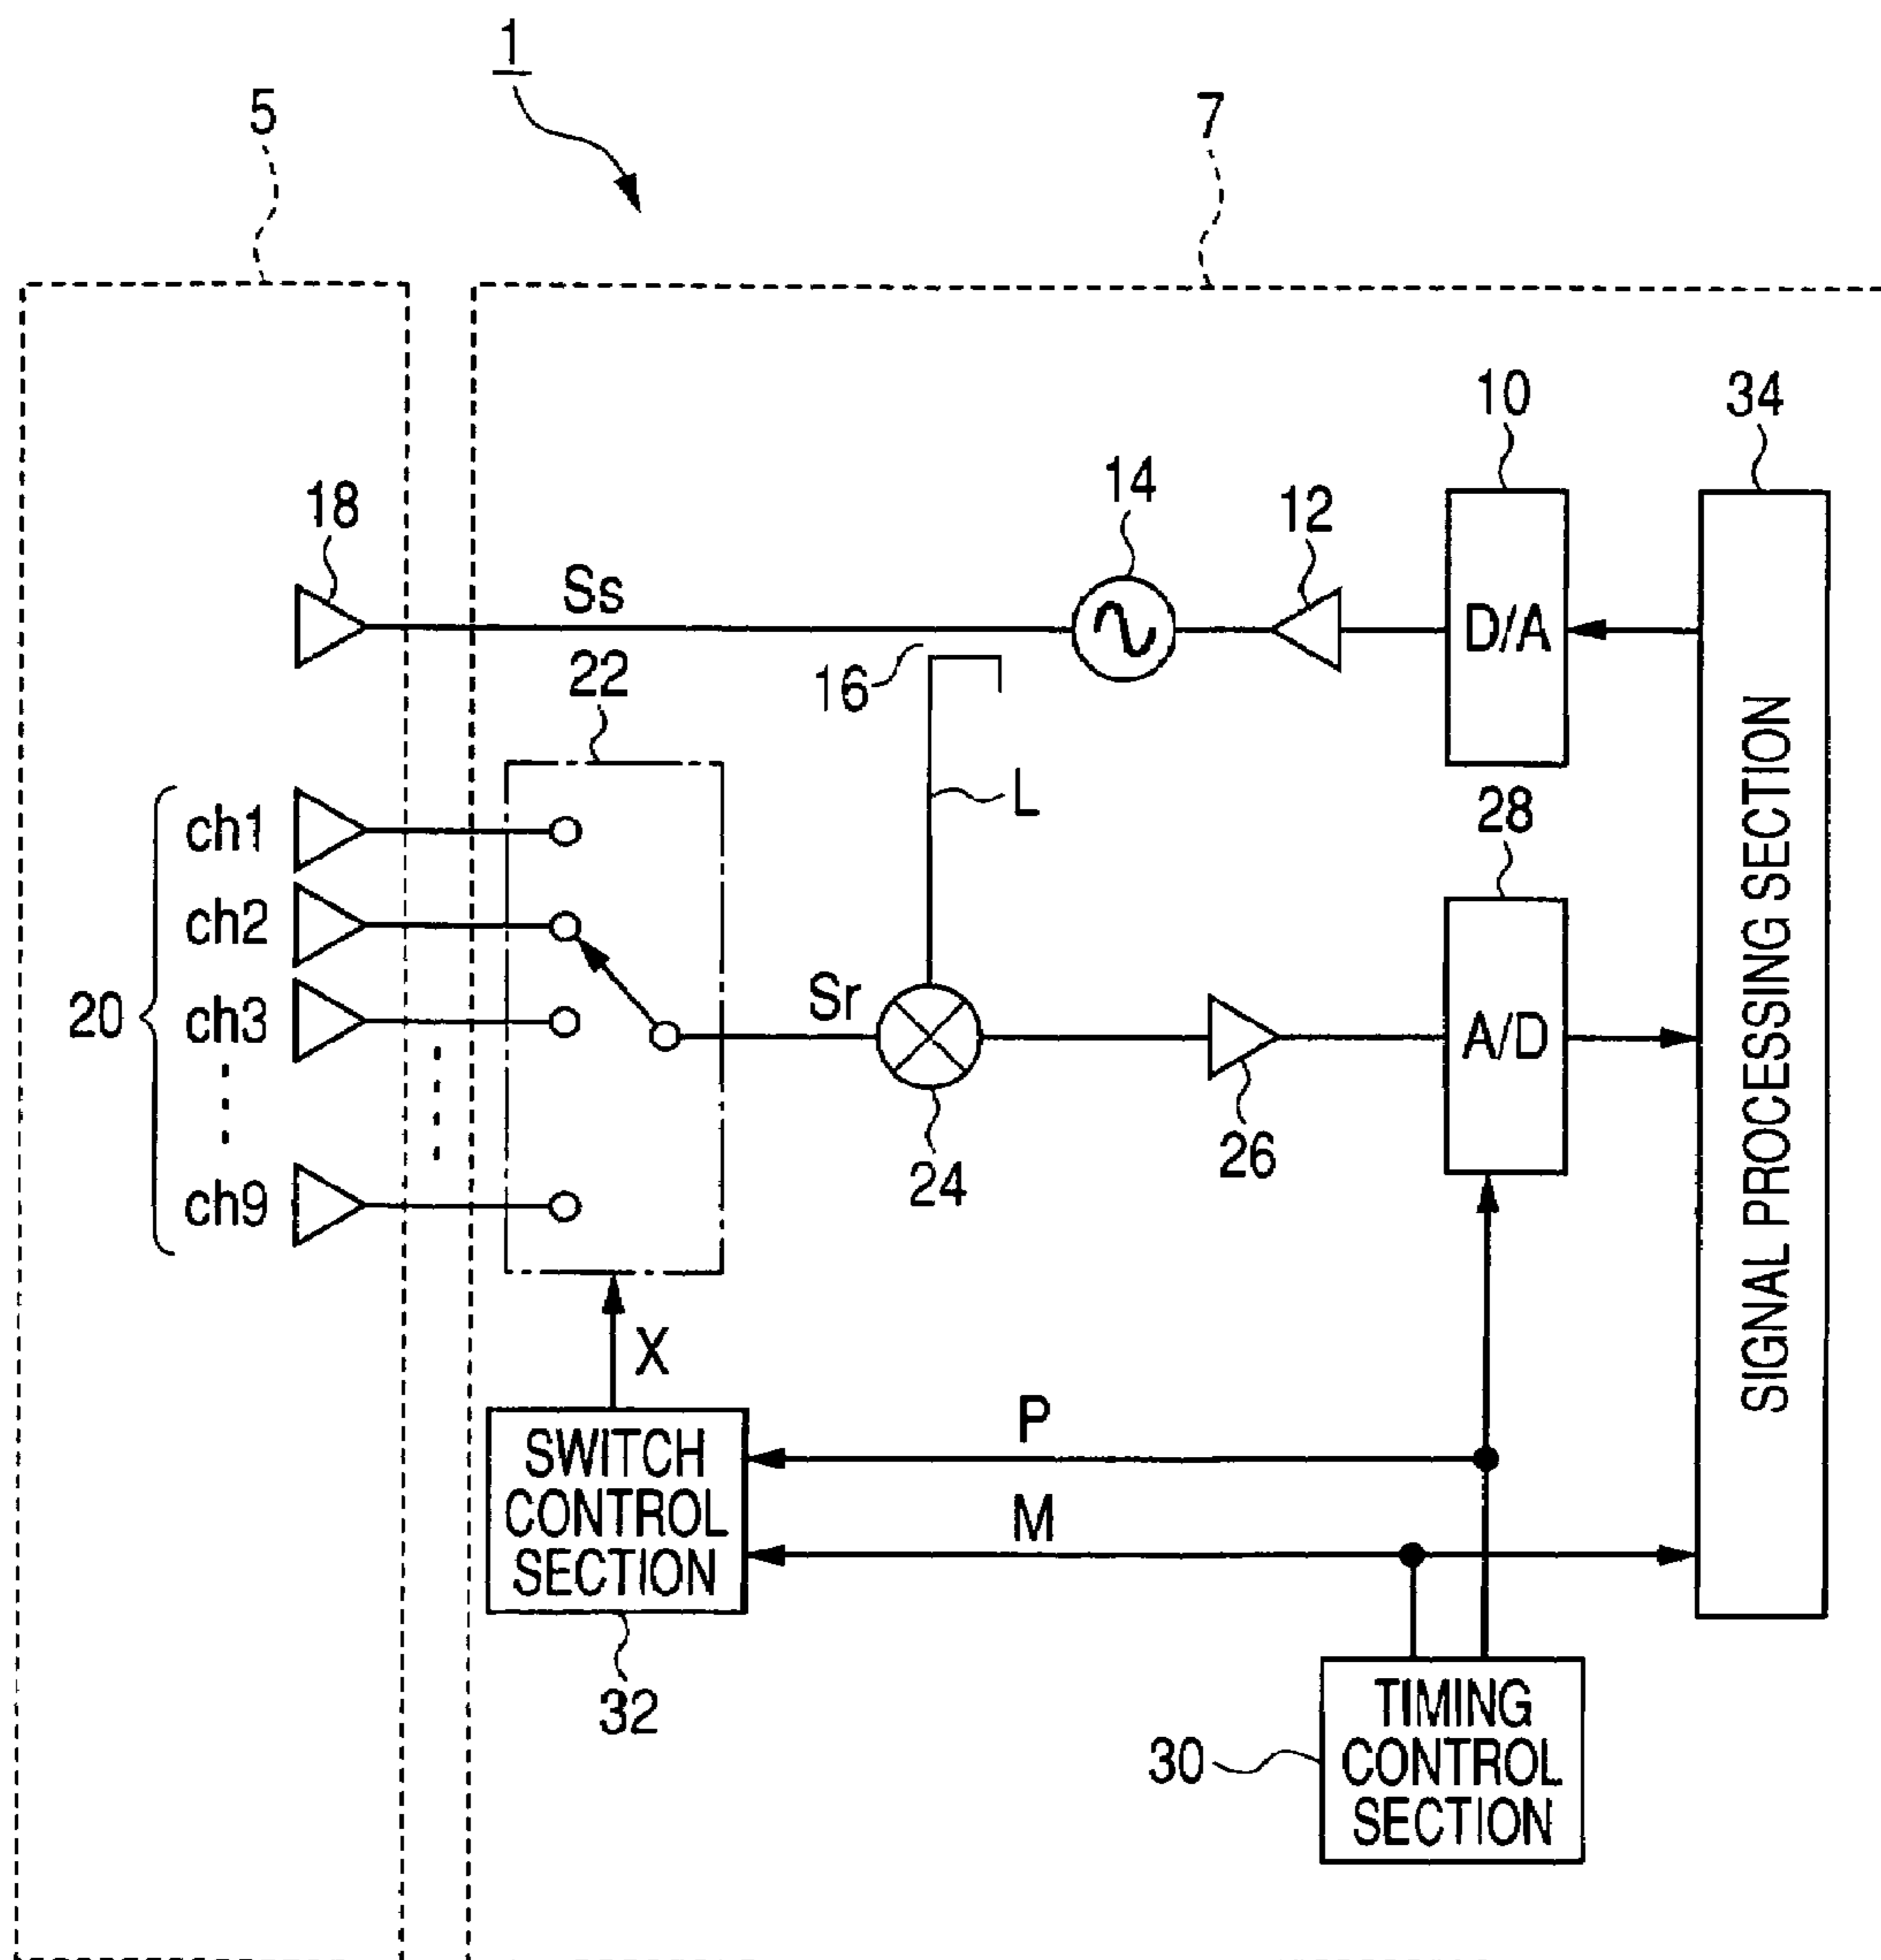 1
5
7
10
34
14
12
18
Ss
D/A
22
16
28
L
ch1
ch2
20
ch3
Sr
A/D
26
24
ch9
SIGNAL PROCESSING SECTION
X
P
SWITCH
CONTROL
SECTION
M
32
TIMING
CONTROL
SECTION
30